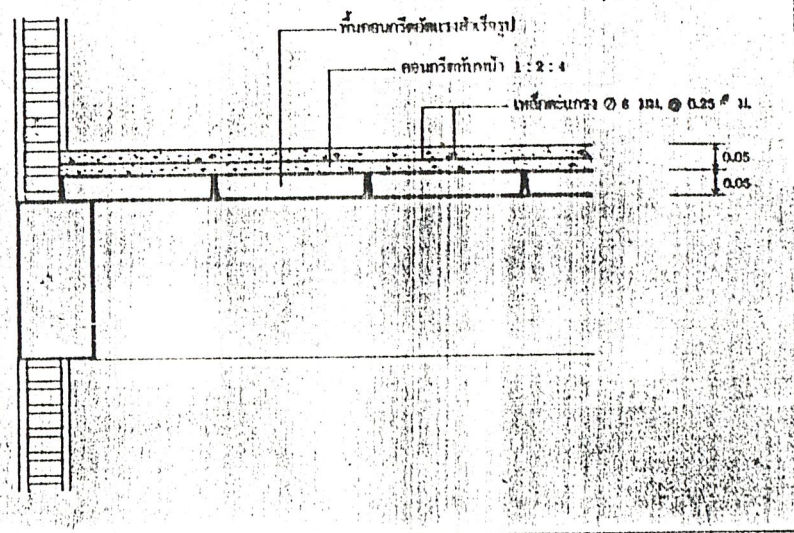 พื้นคอนกรีตอัดแรงสำเร็จรูป
คอนกรีตทับหน้า 1 : 2 : 4
เหล็กตะแกรง ∅ 6 มม. @ 0.25 # ม.
0.05
0.05